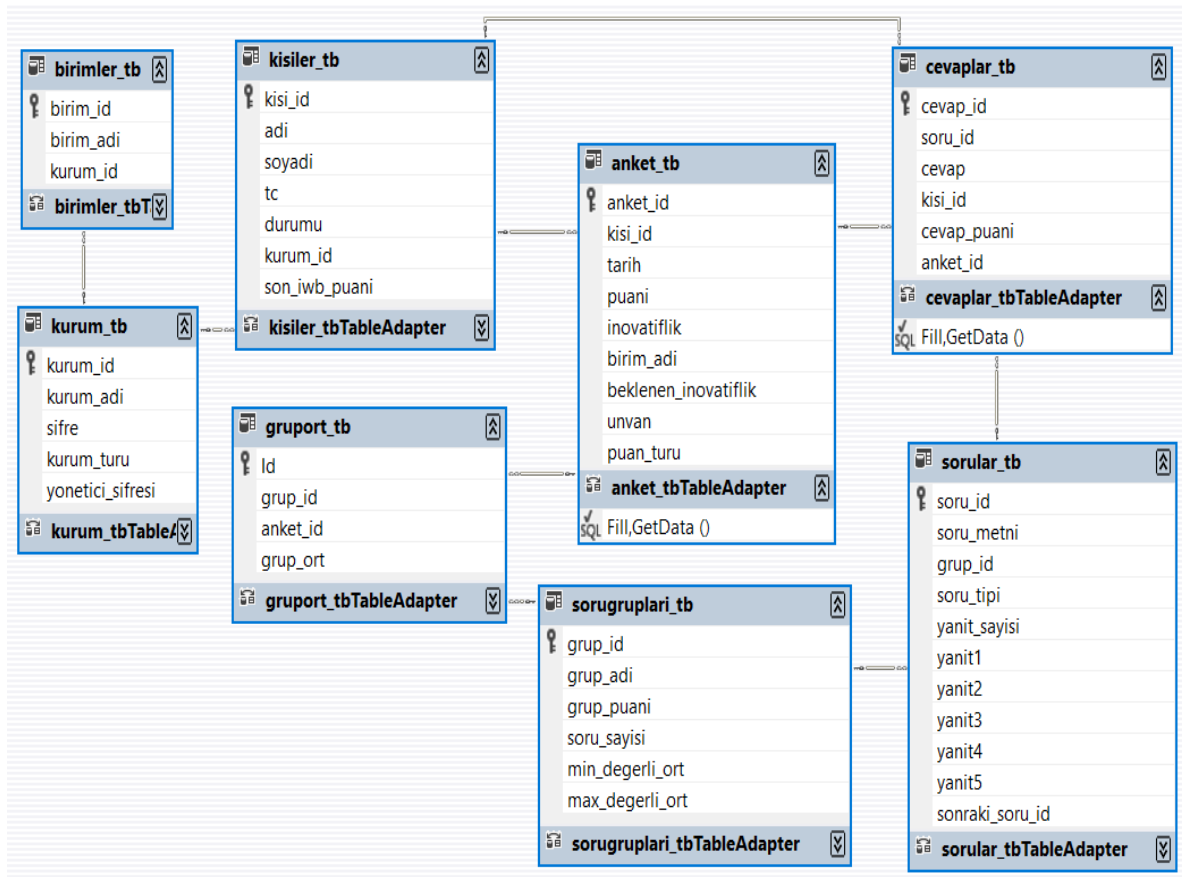 birimler_tb
birim_id
birim_adi
kurum_id
birimler_tbT
kisiler_tb
kisi_id
adi
soyadi
tc
durumu
kurum_id
son_iwb_puani
kisiler_tbTableAdapter
anket_tb
anket_id
kisi_id
tarih
puani
inovatiflik
birim_adi
beklenen_inovatiflik
unvan
puan_turu
anket_tbTableAdapter
SQL Fill,GetData ()
cevaplar_tb
cevap_id
soru_id
cevap
kisi_id
cevap_puani
anket_id
cevaplar_tbTableAdapter
SQL Fill,GetData ()
kurum_tb
kurum_id
kurum_adi
sifre
kurum_turu
yonetici_sifresi
kurum_tbTableA
gruport_tb
Id
grup_id
anket_id
grup_ort
gruport_tbTableAdapter
sorugruplari_tb
grup_id
grup_adi
grup_puani
soru_sayisi
min_degerli_ort
max_degerli_ort
sorugruplari_tbTableAdapter
sorular_tb
soru_id
soru_metni
grup_id
soru_tipi
yanit_sayisi
yanit1
yanit2
yanit3
yanit4
yanit5
sonraki_soru_id
sorular_tbTableAdapter